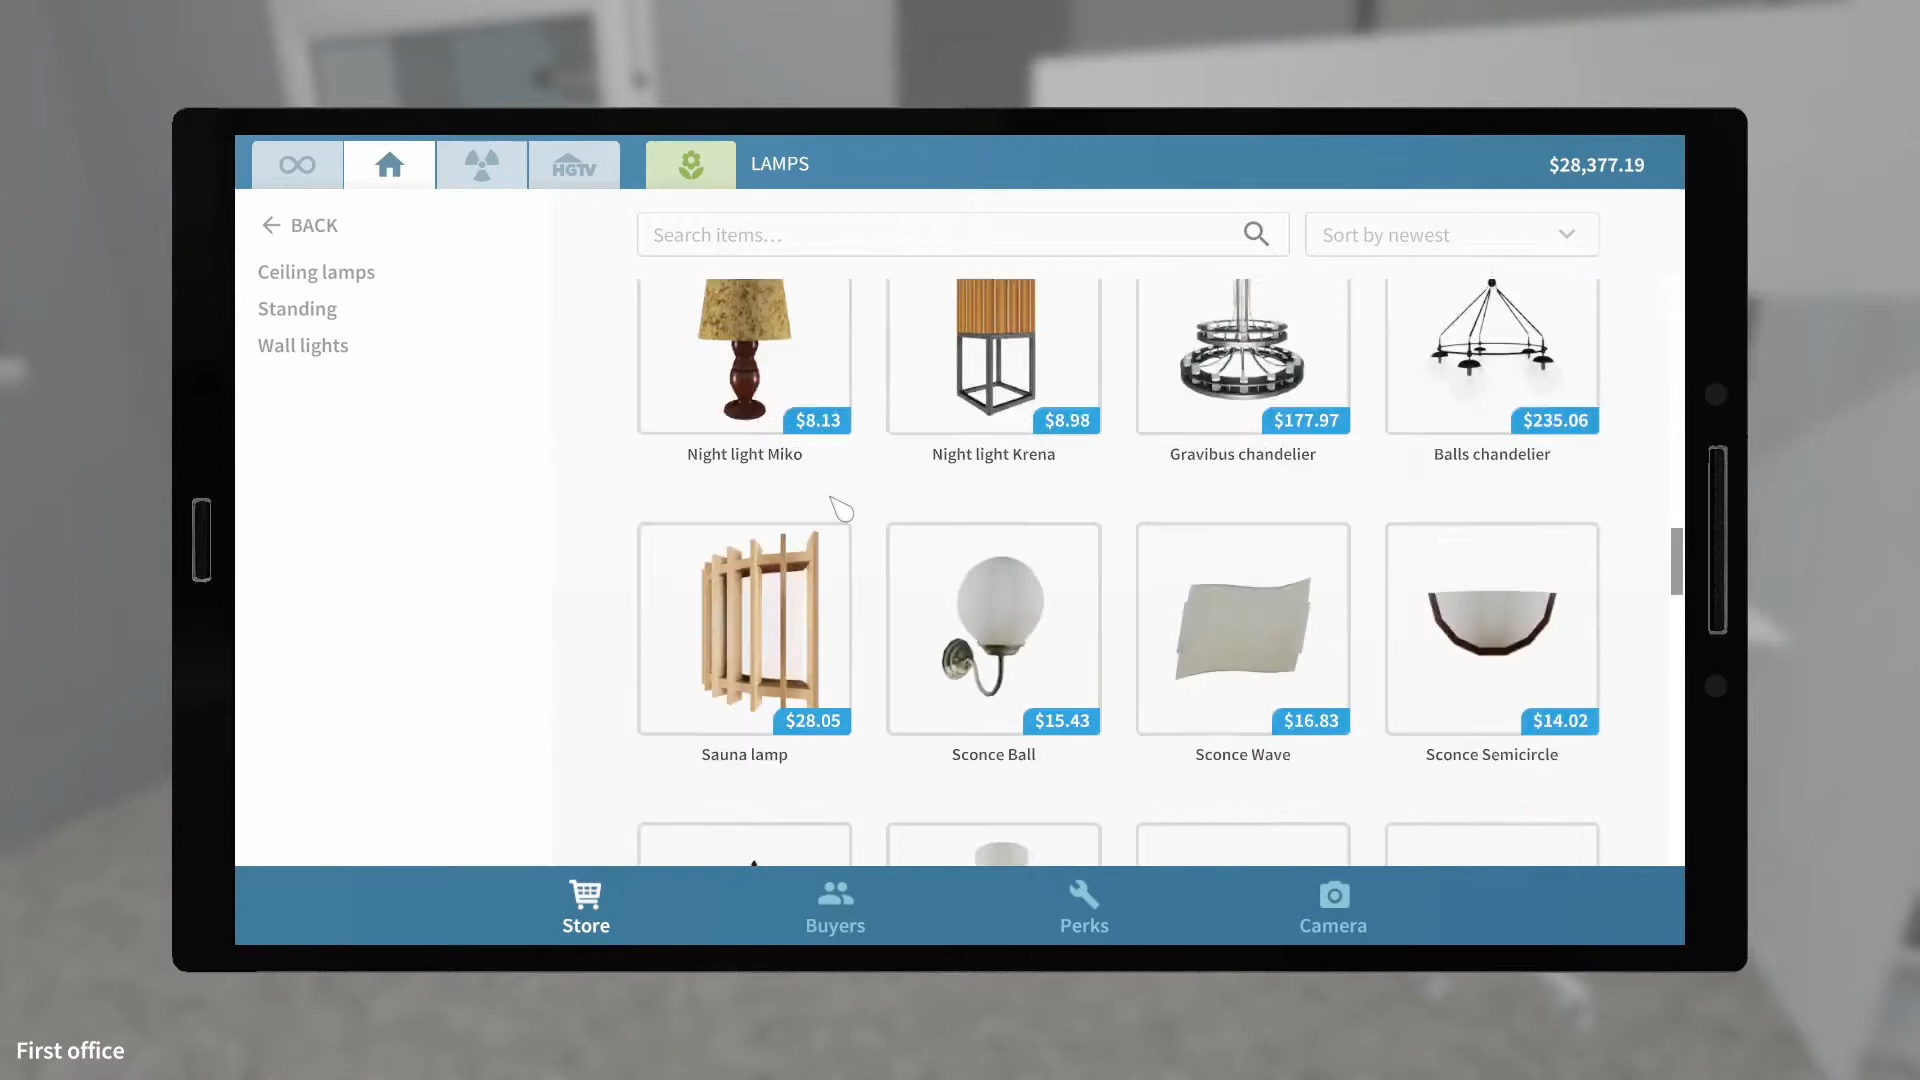 HGTV
LAMPS
$28,377.19
BACK
Search items...
Sort by newest
Ceiling lamps
Standing
Wall lights
$8.13
$8.98
$177.97
$235.06
Night light Miko
Night light Krena
Gravibus chandelier
Balls chandelier
$28.05
$15.43
$16.83
$14.02
Sauna lamp
Sconce Ball
Sconce Wave
Sconce Semicircle
Store
Buyers
Perks
Camera
First office